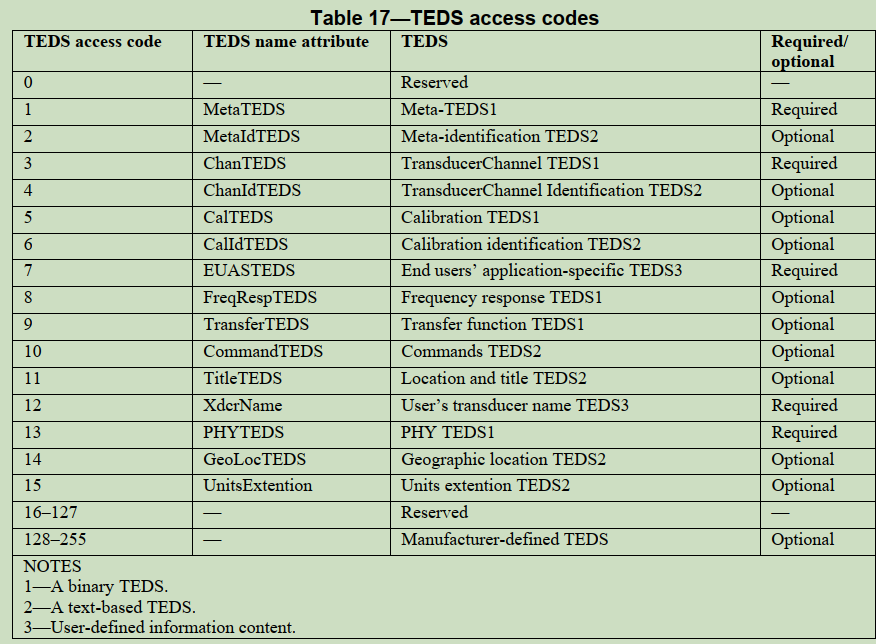 Table 17—TEDS access codes
TEDS access code TEDS name attribute TEDS Required/
optional
0 — Reserved —
1 MetaTEDS Meta-TEDS1 Required
2 MetaIdTEDS Meta-identification TEDS2 Optional
3 ChanTEDS TransducerChannel TEDS1 Required
4 ChanIdTEDS TransducerChannel Identification TEDS2 Optional
5 CalTEDS Calibration TEDS1 Optional
6 CalIdTEDS Calibration identification TEDS2 Optional
7 EUASTEDS End users’ application-specific TEDS3 Required
8 FreqRespTEDS Frequency response TEDS1 Optional
9 TransferTEDS Transfer function TEDS1 Optional
10 CommandTEDS Commands TEDS2 Optional
11 TitleTEDS Location and title TEDS2 Optional
12 XdcrName User’s transducer name TEDS3 Required
13 PHYTEDS PHY TEDS1 Required
14 GeoLocTEDS Geographic location TEDS2 Optional
15 UnitsExtention Units extention TEDS2 Optional
16–127 — Reserved —
128–255 — Manufacturer-defined TEDS Optional
NOTES
1—A binary TEDS.
2—A text-based TEDS.
3—User-defined information content.